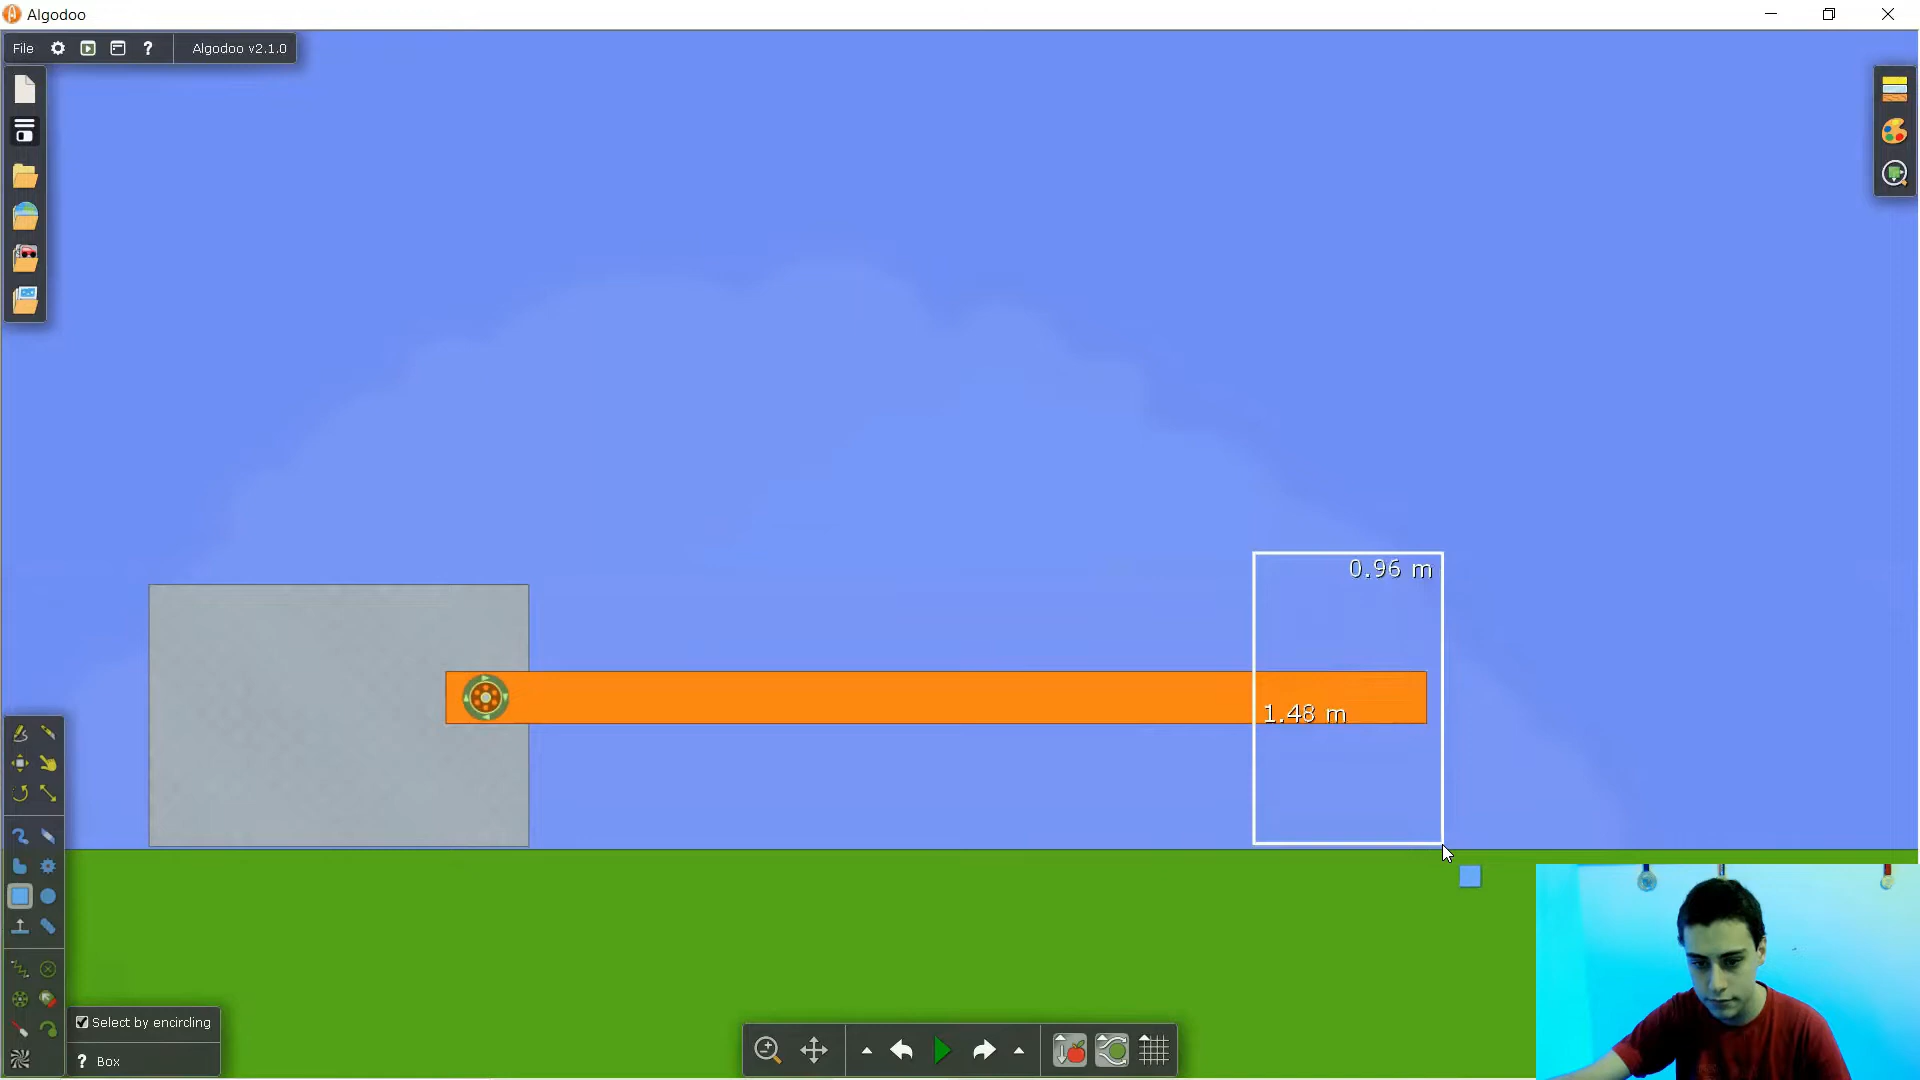 Algodoo
File ? Algodoo v2.1.0
0.96 m
1.48 m
Select by encircling
? Box